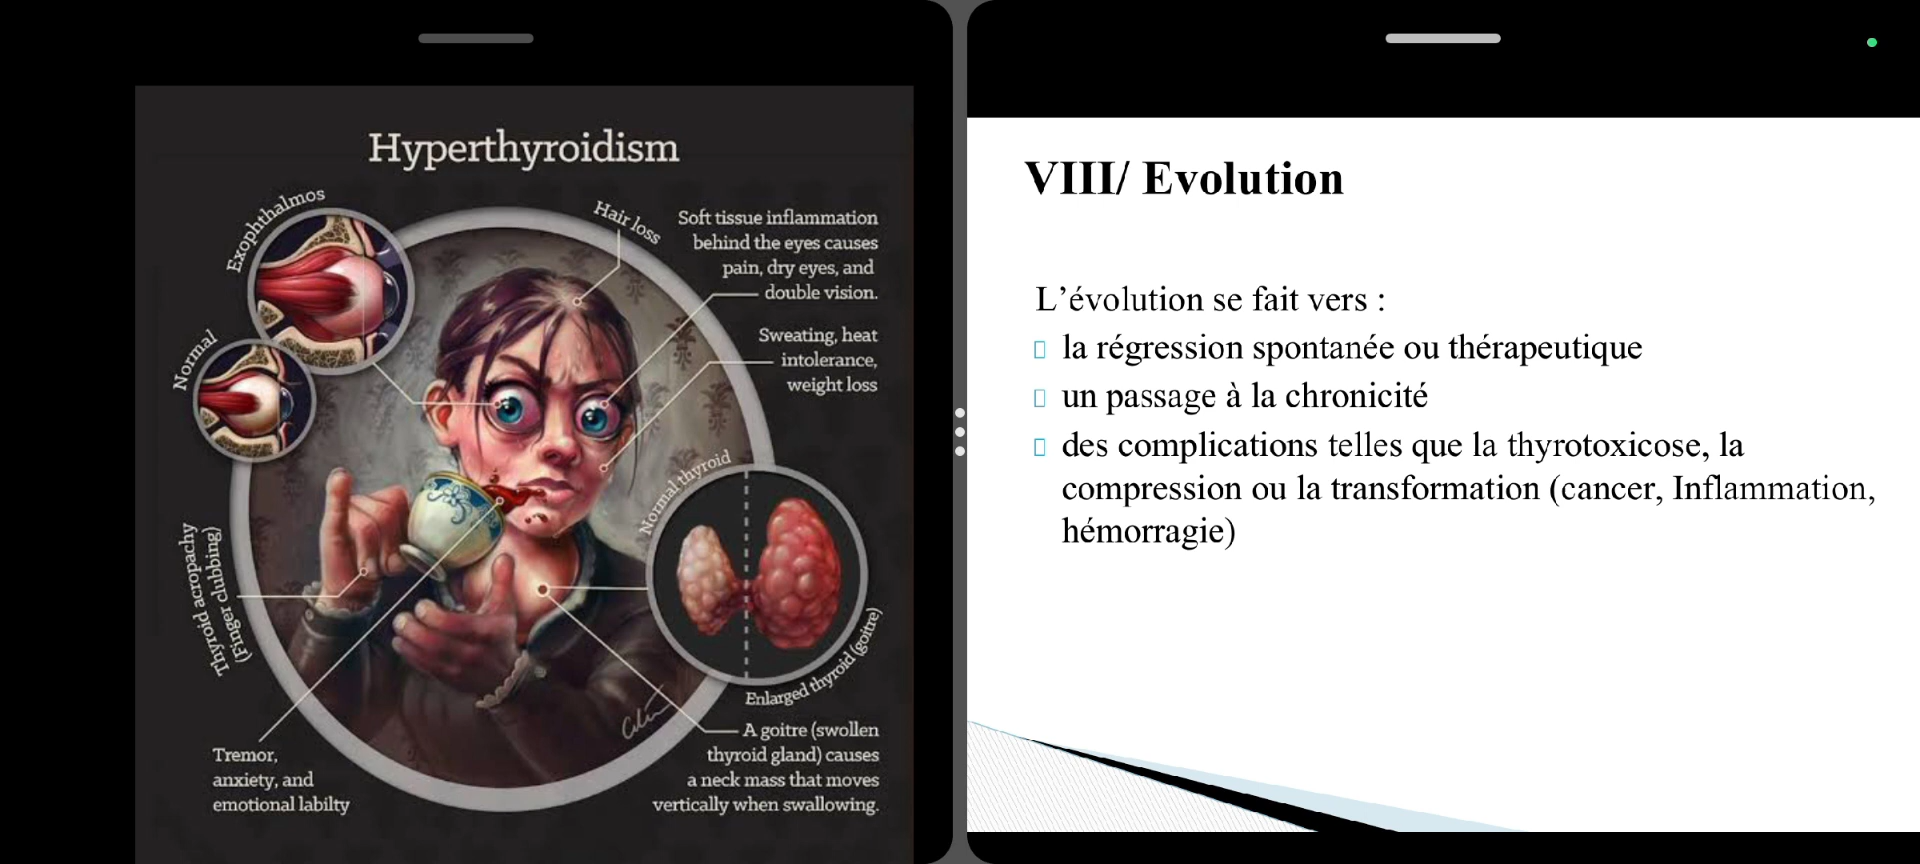 Hyperthyroidism
Exophthalmos
Normal
Hair loss
Soft tissue inflammation
behind the eyes causes
pain, dry eyes, and
double vision.
Sweating, heat
intolerance,
weight loss
Normal thyroid
Enlarged thyroid (goitre)
Thyroid acropachy
(Finger clubbing)
Tremor,
anxiety, and
emotional labilty
A goitre (swollen
thyroid gland) causes
a neck mass that moves
vertically when swallowing.
VIII/ Evolution
L’évolution se fait vers :
la régression spontanée ou thérapeutique
un passage à la chronicité
des complications telles que la thyrotoxicose, la
compression ou la transformation (cancer, Inflammation,
hémorragie)